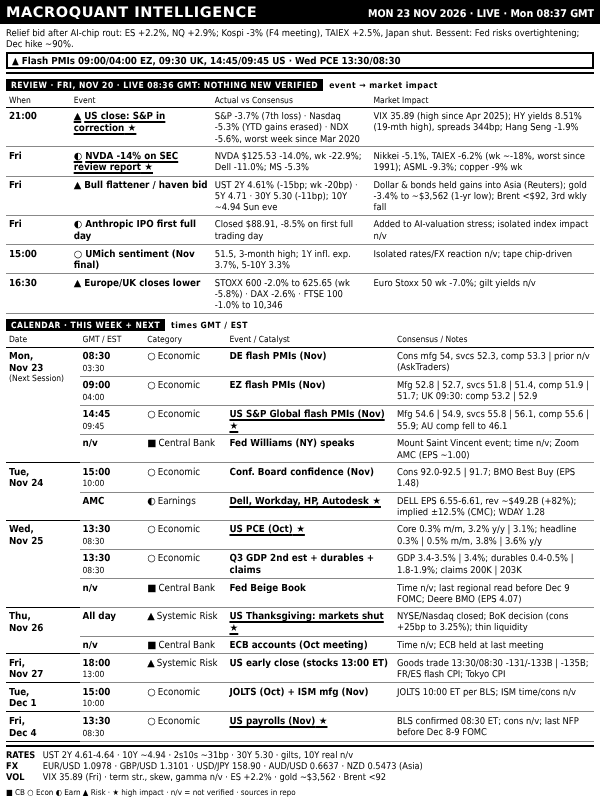 MACROQUANT INTELLIGENCE
MON 23 NOV 2026 · LIVE · Mon 08:37 GMT
Relief bid after AI-chip rout: ES +2.2%, NQ +2.9%; Kospi -3% (F4 meeting), TAIEX +2.5%, Japan shut. Bessent: Fed risks overtightening;
Dec hike ~90%.
▲ Flash PMIs 09:00/04:00 EZ, 09:30 UK, 14:45/09:45 US · Wed PCE 13:30/08:30
REVIEW · FRI, NOV 20 · LIVE 08:36 GMT: NOTHING NEW VERIFIED event → market impact
When Event Actual vs Consensus Market Impact
21:00 ▲ US close: S&P in S&P -3.7% (7th loss) · Nasdaq VIX 35.89 (high since Apr 2025); HY yields 8.51%
correction ★ -5.3% (YTD gains erased) · NDX (19-mth high), spreads 344bp; Hang Seng -1.9%
-5.6%, worst week since Mar 2020
Fri ◐ NVDA -14% on SEC NVDA $125.53 -14.0%, wk -22.9%; Nikkei -5.1%, TAIEX -6.2% (wk ~-18%, worst since
review report ★ Dell -11.0%; MS -5.3% 1991); ASML -9.3%; copper -9% wk
Fri ▲ Bull flattener / haven bid UST 2Y 4.61% (-15bp; wk -20bp) · Dollar & bonds held gains into Asia (Reuters); gold
5Y 4.71 · 30Y 5.30 (-11bp); 10Y -3.4% to ~$3,562 (1-yr low); Brent <$92, 3rd wkly
~4.94 Sun eve fall
Fri ◐ Anthropic IPO first full Closed $88.91, -8.5% on first full Added to AI-valuation stress; isolated index impact
day trading day n/v
15:00 ○ UMich sentiment (Nov 51.5, 3-month high; 1Y infl. exp. Isolated rates/FX reaction n/v; tape chip-driven
final) 3.7%, 5-10Y 3.3%
16:30 ▲ Europe/UK closes lower STOXX 600 -2.0% to 625.65 (wk Euro Stoxx 50 wk -7.0%; gilt yields n/v
-5.8%) · DAX -2.6% · FTSE 100
-1.0% to 10,346
CALENDAR · THIS WEEK + NEXT times GMT / EST
Date GMT / EST Category Event / Catalyst Consensus / Notes
Mon, 08:30 ○ Economic DE flash PMIs (Nov) Cons mfg 54, svcs 52.3, comp 53.3 | prior n/v
Nov 23 03:30 (AskTraders)
(Next Session)
09:00 ○ Economic EZ flash PMIs (Nov) Mfg 52.8 | 52.7, svcs 51.8 | 51.4, comp 51.9 |
04:00 51.7; UK 09:30: comp 53.2 | 52.9
14:45 ○ Economic US S&P Global flash PMIs (Nov) Mfg 54.6 | 54.9, svcs 55.8 | 56.1, comp 55.6 |
09:45 ★ 55.9; AU comp fell to 46.1
n/v ■ Central Bank Fed Williams (NY) speaks Mount Saint Vincent event; time n/v; Zoom
AMC (EPS ~1.00)
Tue, 15:00 ○ Economic Conf. Board confidence (Nov) Cons 92.0-92.5 | 91.7; BMO Best Buy (EPS
Nov 24 10:00 1.48)
AMC ◐ Earnings Dell, Workday, HP, Autodesk ★ DELL EPS 6.55-6.61, rev ~$49.2B (+82%);
implied ±12.5% (CMC); WDAY 1.28
Wed, 13:30 ○ Economic US PCE (Oct) ★ Core 0.3% m/m, 3.2% y/y | 3.1%; headline
Nov 25 08:30 0.3% | 0.5% m/m, 3.8% | 3.6% y/y
13:30 ○ Economic Q3 GDP 2nd est + durables + GDP 3.4-3.5% | 3.4%; durables 0.4-0.5% |
08:30 claims 1.8-1.9%; claims 200K | 203K
n/v ■ Central Bank Fed Beige Book Time n/v; last regional read before Dec 9
FOMC; Deere BMO (EPS 4.07)
Thu, All day ▲ Systemic Risk US Thanksgiving: markets shut NYSE/Nasdaq closed; BoK decision (cons
Nov 26 ★ +25bp to 3.25%); thin liquidity
n/v ■ Central Bank ECB accounts (Oct meeting) Time n/v; ECB held at last meeting
Fri, 18:00 ▲ Systemic Risk US early close (stocks 13:00 ET) Goods trade 13:30/08:30 -131/-133B | -135B;
Nov 27 13:00 FR/ES flash CPI; Tokyo CPI
Tue, 15:00 ○ Economic JOLTS (Oct) + ISM mfg (Nov) JOLTS 10:00 ET per BLS; ISM time/cons n/v
Dec 1 10:00
Fri, 13:30 ○ Economic US payrolls (Nov) ★ BLS confirmed 08:30 ET; cons n/v; last NFP
Dec 4 08:30 before Dec 8-9 FOMC
RATES UST 2Y 4.61-4.64 · 10Y ~4.94 · 2s10s ~31bp · 30Y 5.30 · gilts, 10Y real n/v
FX EUR/USD 1.0978 · GBP/USD 1.3101 · USD/JPY 158.90 · AUD/USD 0.6637 · NZD 0.5473 (Asia)
VOL VIX 35.89 (Fri) · term str., skew, gamma n/v · ES +2.2% · gold ~$3,562 · Brent <92
■ CB ○ Econ ◐ Earn ▲ Risk · ★ high impact · n/v = not verified · sources in repo